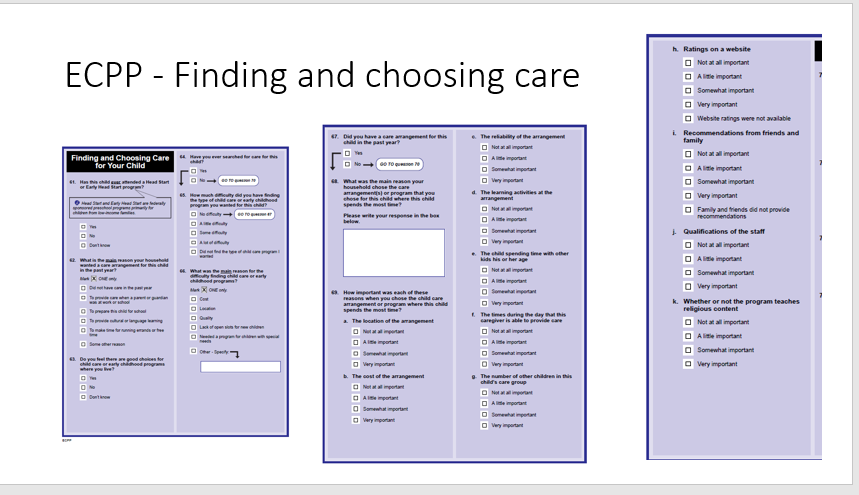 ECPP - Finding and choosing care
Finding and Choosing Care
for Your Child
61. Has this child ever attended a Head Start
or Early Head Start program?
Head Start and Early Head Start are federally
sponsored preschool programs primarily for
children from low-income families.
Yes
No
Don't know
62. What is the main reason your household
wanted a care arrangement for this child
in the past year?
Mark X ONE only.
Did not have care in the past year
To provide care when a parent or guardian
was at work or school
To prepare this child for school
To provide cultural or language learning
To make time for running errands or free
time
Some other reason
63. Do you feel there are good choices for
child care or early childhood programs
where you live?
Yes
No
Don't know
ECPP
64. Have you ever searched for care for this
child?
Yes
No GO TO question 70
65. How much difficulty did you have finding
the type of child care or early childhood
program you wanted for this child?
No difficulty GO TO question 67
A little difficulty
Some difficulty
A lot of difficulty
Did not find the type of child care program I
wanted
66. What was the main reason for the
difficulty finding child care or early
childhood programs?
Mark X ONE only.
Cost
Location
Quality
Lack of open slots for new children
Needed a program for children with special
needs
Other - Specify
67. Did you have a care arrangement for this
child in the past year?
Yes
No GO TO question 70
68. What was the main reason your
household chose the care
arrangement(s) or program that you
chose for this child where this child
spends the most time?
Please write your response in the box
below.
69. How important was each of these
reasons when you chose the child care
arrangement or program where this child
spends the most time?
a. The location of the arrangement
Not at all important
A little important
Somewhat important
Very important
b. The cost of the arrangement
Not at all important
A little important
Somewhat important
Very important
c. The reliability of the arrangement
Not at all important
A little important
Somewhat important
Very important
d. The learning activities at the
arrangement
Not at all important
A little important
Somewhat important
Very important
e. The child spending time with other
kids his or her age
Not at all important
A little important
Somewhat important
Very important
f. The times during the day that this
caregiver is able to provide care
Not at all important
A little important
Somewhat important
Very important
g. The number of other children in this
child's care group
Not at all important
A little important
Somewhat important
Very important
h. Ratings on a website
Not at all important
A little important
Somewhat important
Very important
Website ratings were not available
i. Recommendations from friends and
family
Not at all important
A little important
Somewhat important
Very important
Family and friends did not provide
recommendations
j. Qualifications of the staff
Not at all important
A little important
Somewhat important
Very important
k. Whether or not the program teaches
religious content
Not at all important
A little important
Somewhat important
Very important